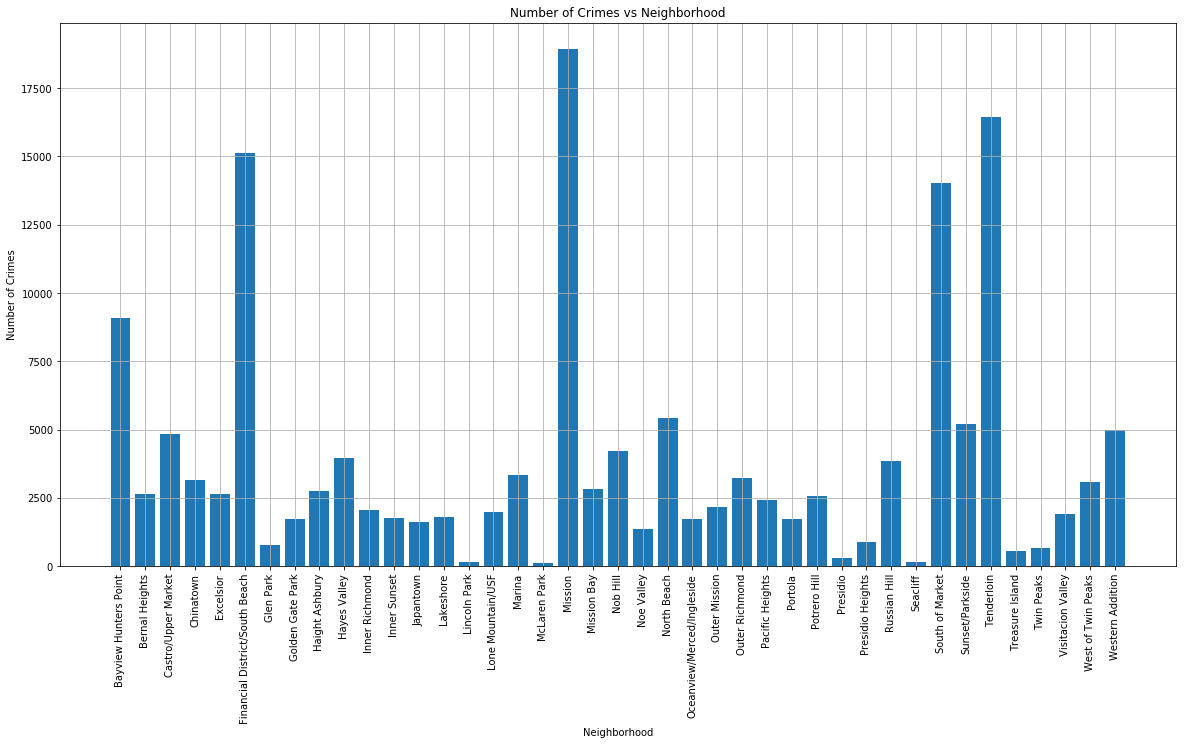 Number of Crimes vs Neighborhood
Number of Crimes
17500
15000
12500
10000
7500
5000
2500
0
Bayview Hunters Point
Bernal Heights
Castro/Upper Market
Chinatown
Excelsior
Financial District/South Beach
Glen Park
Golden Gate Park
Haight Ashbury
Hayes Valley
Inner Richmond
Inner Sunset
Japantown
Lakeshore
Lincoln Park
Lone Mountain/USF
Marina
McLaren Park
Mission
Mission Bay
Nob Hill
Noe Valley
North Beach
Oceanview/Merced/Ingleside
Outer Mission
Outer Richmond
Pacific Heights
Portola
Potrero Hill
Presidio
Presidio Heights
Russian Hill
Seacliff
South of Market
Sunset/Parkside
Tenderloin
Treasure Island
Twin Peaks
Visitacion Valley
West of Twin Peaks
Western Addition
Neighborhood